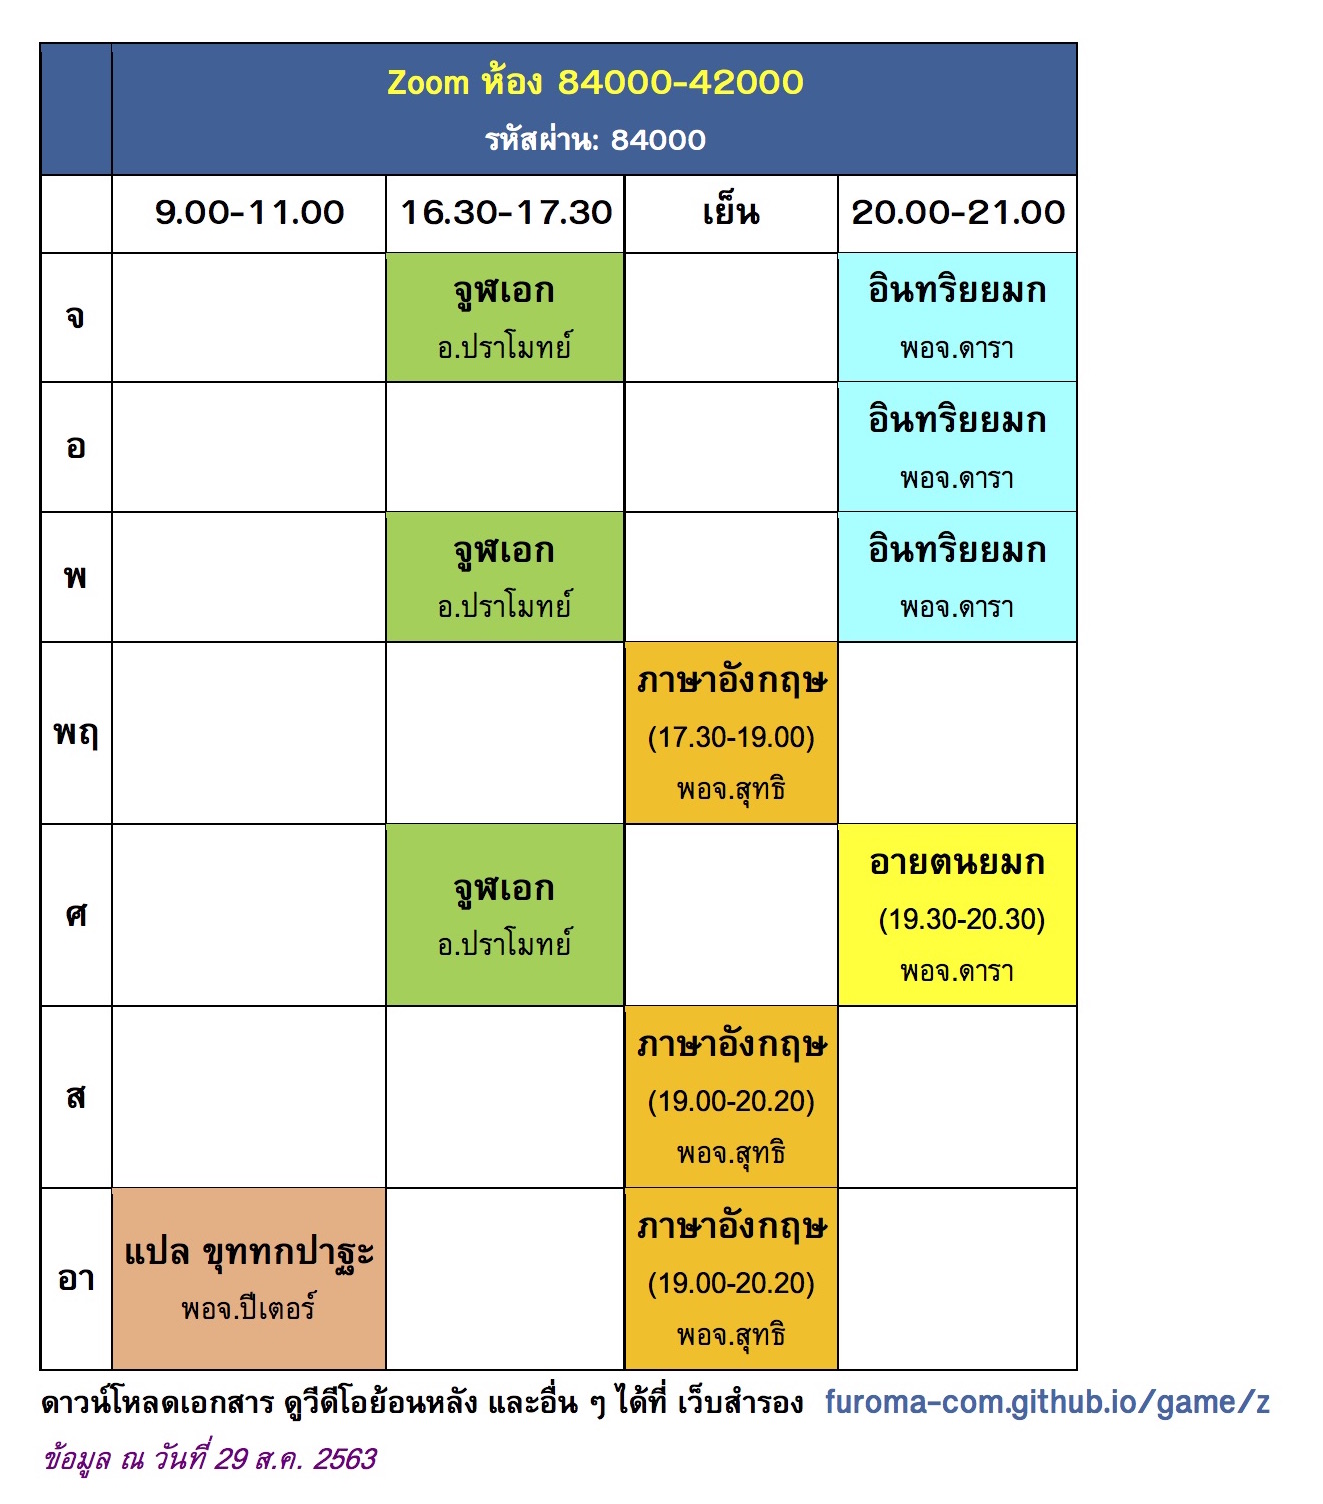 Zoom ห้อง 84000-42000
รหัสผ่าน: 84000
9.00-11.00 16.30-17.30 เย็น 20.00-21.00
จ
จูฬเอก
อ.ปราโมทย์
อินทริยยมก
พอจ.ดารา
อ
อินทริยยมก
พอจ.ดารา
พ
จูฬเอก
อ.ปราโมทย์
อินทริยยมก
พอจ.ดารา
พฤ
ภาษาอังกฤษ
(17.30-19.00)
พอจ.สุทธิ
ศ
จูฬเอก
อ.ปราโมทย์
อายตนยมก
(19.30-20.30)
พอจ.ดารา
ส
ภาษาอังกฤษ
(19.00-20.20)
พอจ.สุทธิ
อา
แปล ขุททกปาฐะ
พอจ.ปีเตอร์
ภาษาอังกฤษ
(19.00-20.20)
พอจ.สุทธิ
ดาวน์โหลดเอกสาร ดูวีดีโอย้อนหลัง และอื่น ๆ ได้ที่ เว็บสำรอง furoma-com.github.io/game/z
ข้อมูล ณ วันที่ 29 ส.ค. 2563